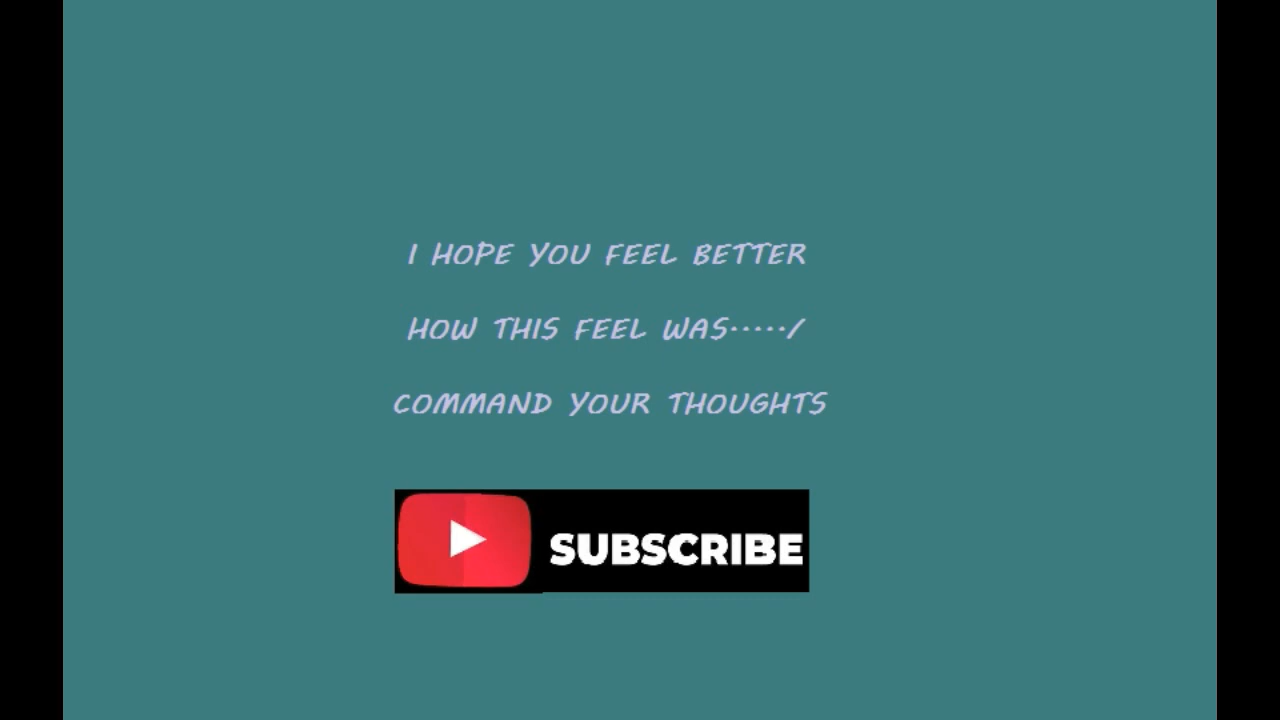 I HOPE YOU FEEL BETTER
HOW THIS FEEL WAS·····/
COMMAND YOUR THOUGHTS
SUBSCRIBE